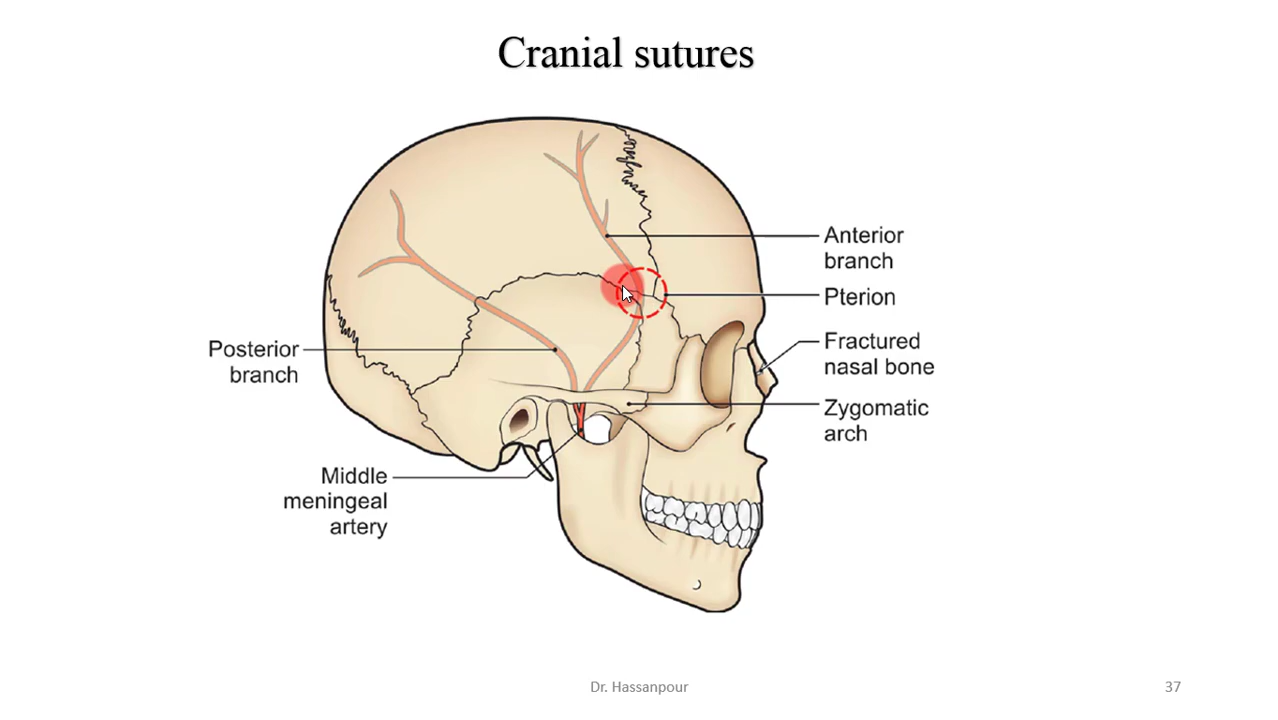 Cranial sutures
Anterior
branch
Pterion
Fractured
nasal bone
Zygomatic
arch
Posterior
branch
Middle
meningeal
artery
Dr. Hassanpour
37